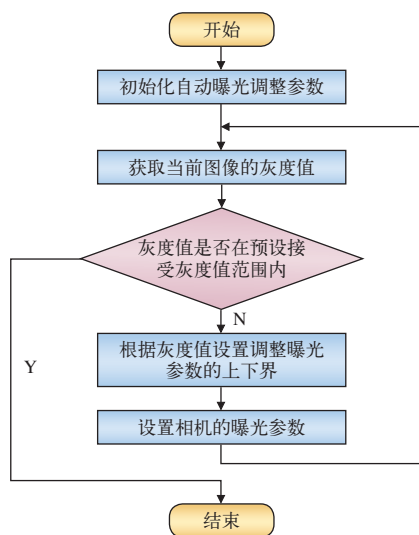 开始
初始化自动曝光调整参数
获取当前图像的灰度值
灰度值是否在预设接
受灰度值范围内
N
Y
根据灰度值设置调整曝光
参数的上下界
设置相机的曝光参数
结束